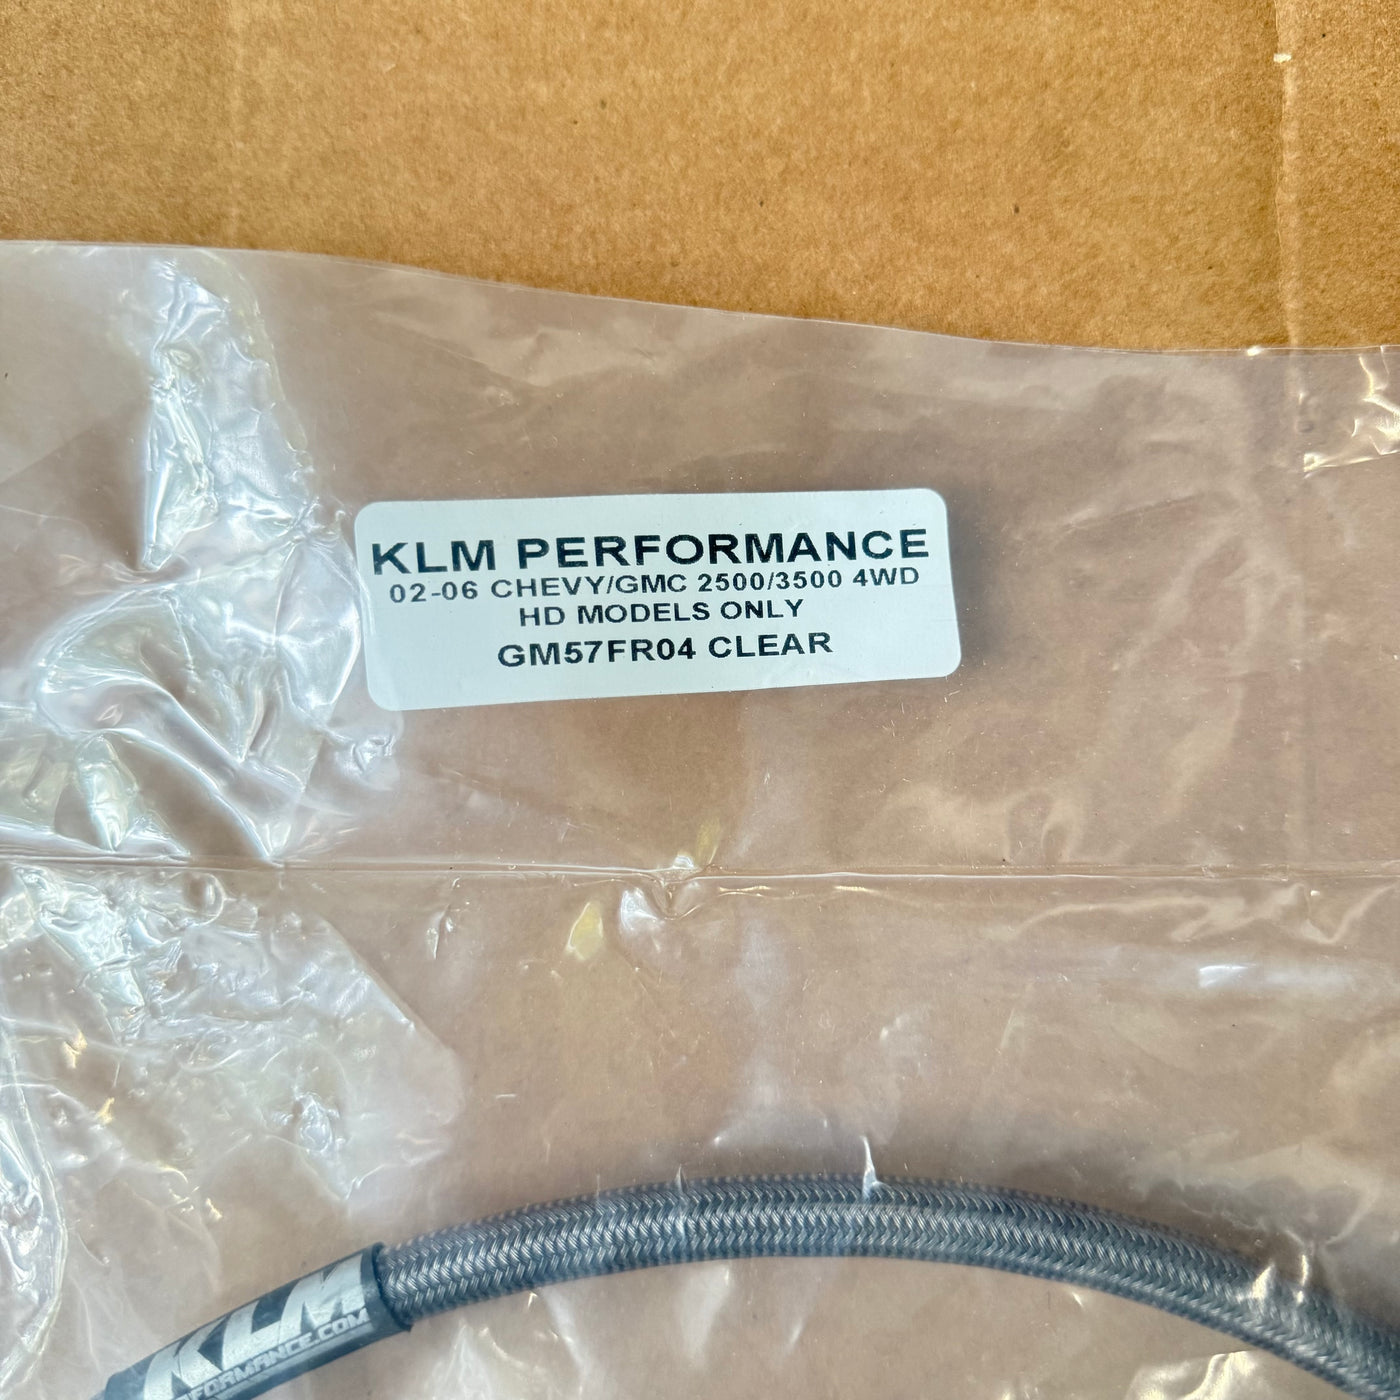 KLM PERFORMANCE
02-06 CHEVY/GMC 2500/3500 4WD
HD MODELS ONLY
GM57FR04 CLEAR
KLM